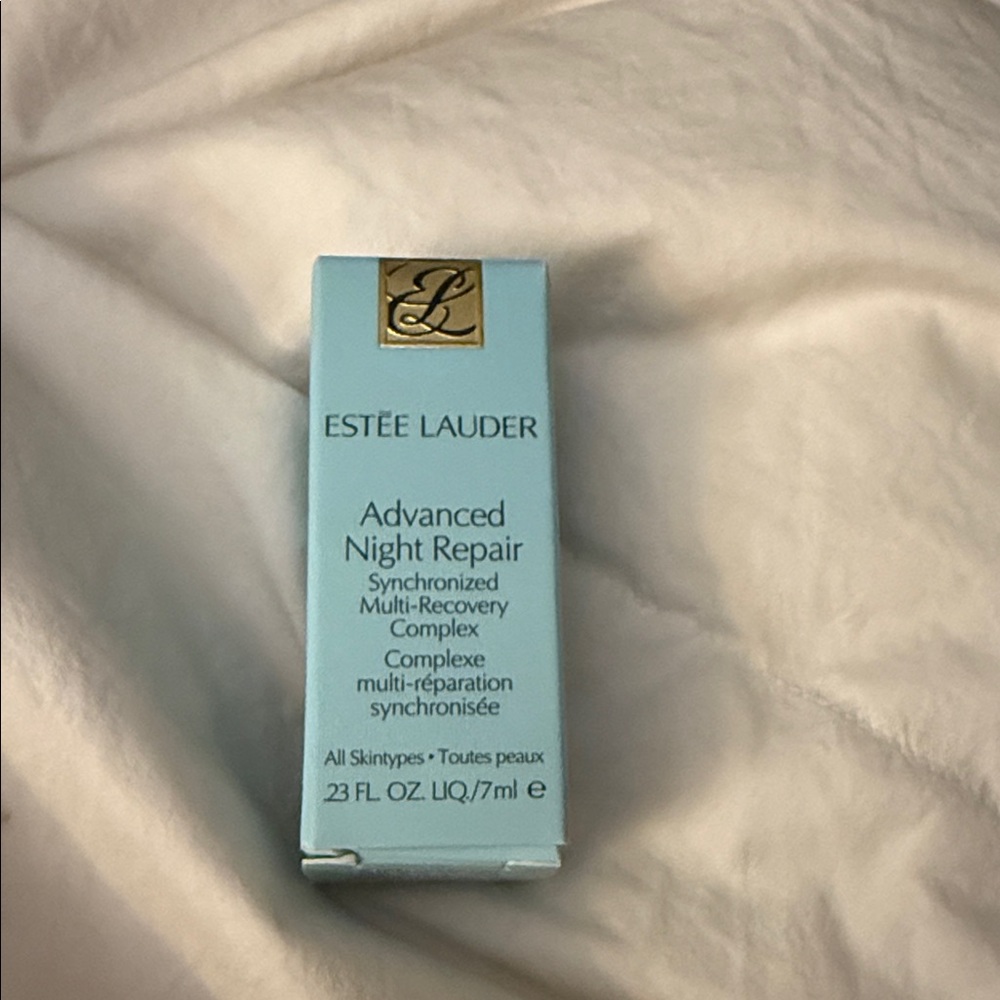 EL
ESTĒE LAUDER
Advanced
Night Repair
Synchronized
Multi-Recovery
Complex
Complexe
multi-réparation
synchronisée
All Skintypes • Toutes peaux
.23 FL. OZ. LIQ./7ml e